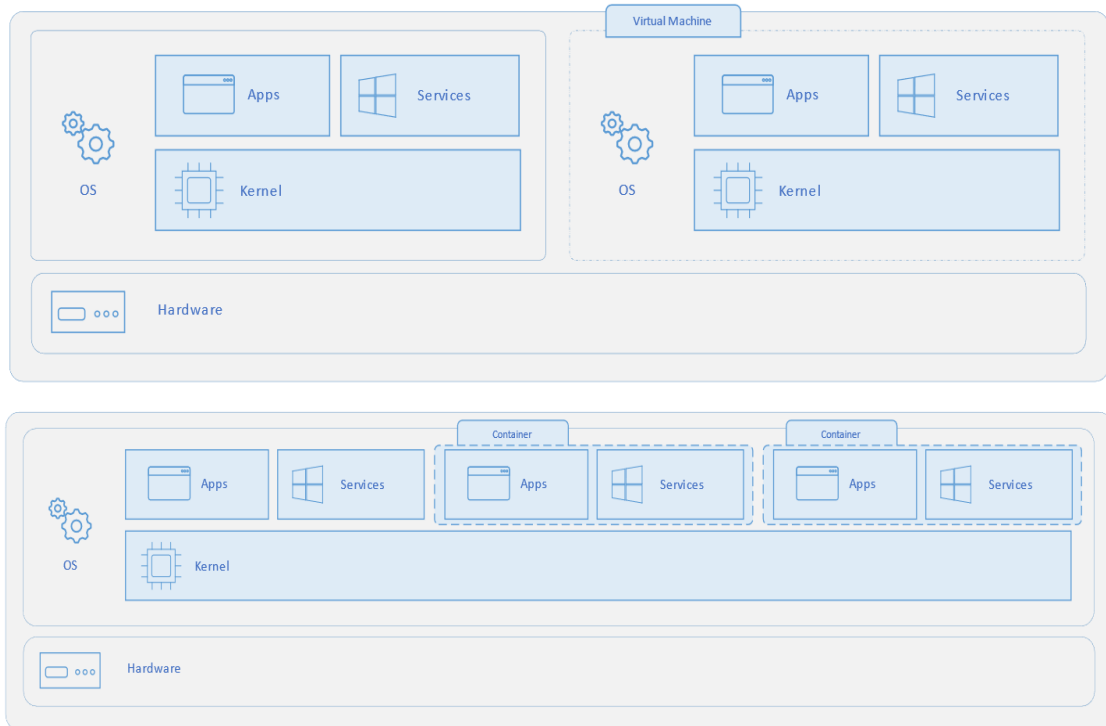 Virtual Machine
Apps
Services
OS
Kernel
Apps
Services
OS
Kernel
Hardware
Container
Container
Apps
Services
Apps
Services
Apps
Services
OS
Kernel
Hardware